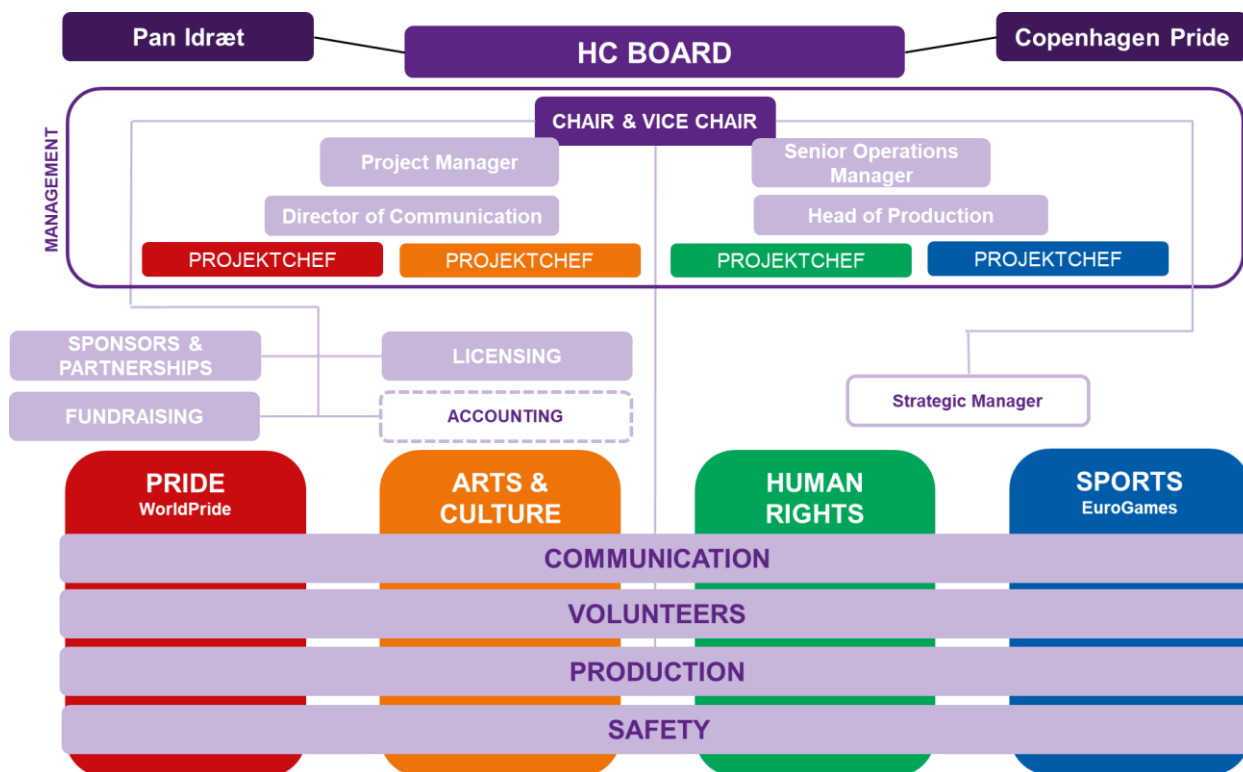 Pan Idræt
HC BOARD
Copenhagen Pride
MANAGEMENT
CHAIR & VICE CHAIR
Project Manager
Senior Operations
Manager
Director of Communication
Head of Production
PROJEKTCHEF
PROJEKTCHEF
PROJEKTCHEF
PROJEKTCHEF
SPONSORS &
PARTNERSHIPS
LICENSING
FUNDRAISING
ACCOUNTING
Strategic Manager
PRIDE
WorldPride
ARTS &
CULTURE
HUMAN
RIGHTS
SPORTS
EuroGames
COMMUNICATION
VOLUNTEERS
PRODUCTION
SAFETY